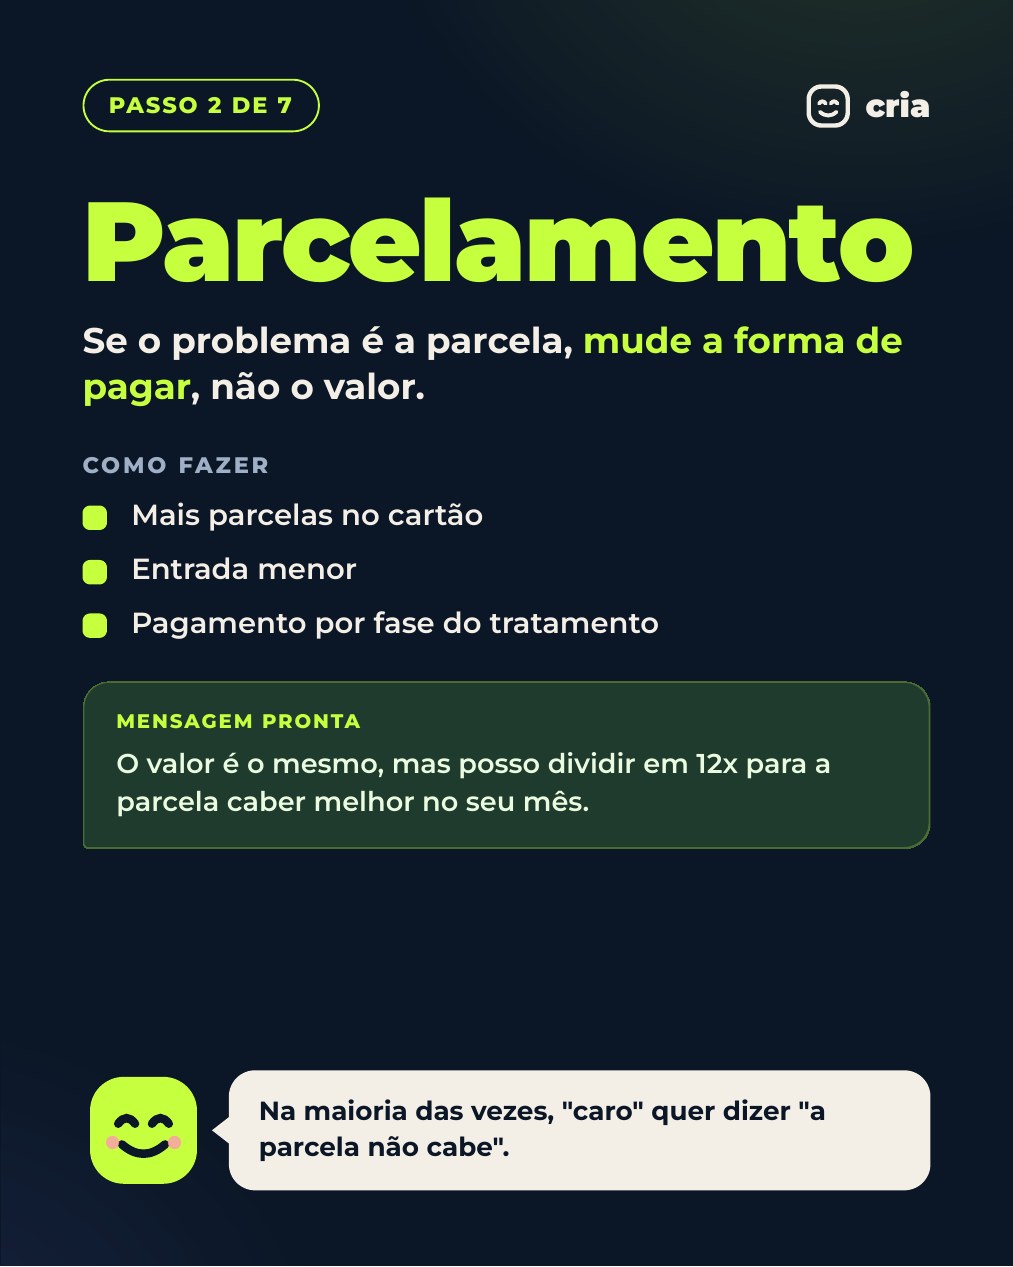 PASSO 2 DE 7
cria
Parcelamento
Se o problema é a parcela, mude a forma de
pagar, não o valor.
COMO FAZER
Mais parcelas no cartão
Entrada menor
Pagamento por fase do tratamento
MENSAGEM PRONTA
O valor é o mesmo, mas posso dividir em 12x para a
parcela caber melhor no seu mês.
Na maioria das vezes, "caro" quer dizer "a
parcela não cabe".